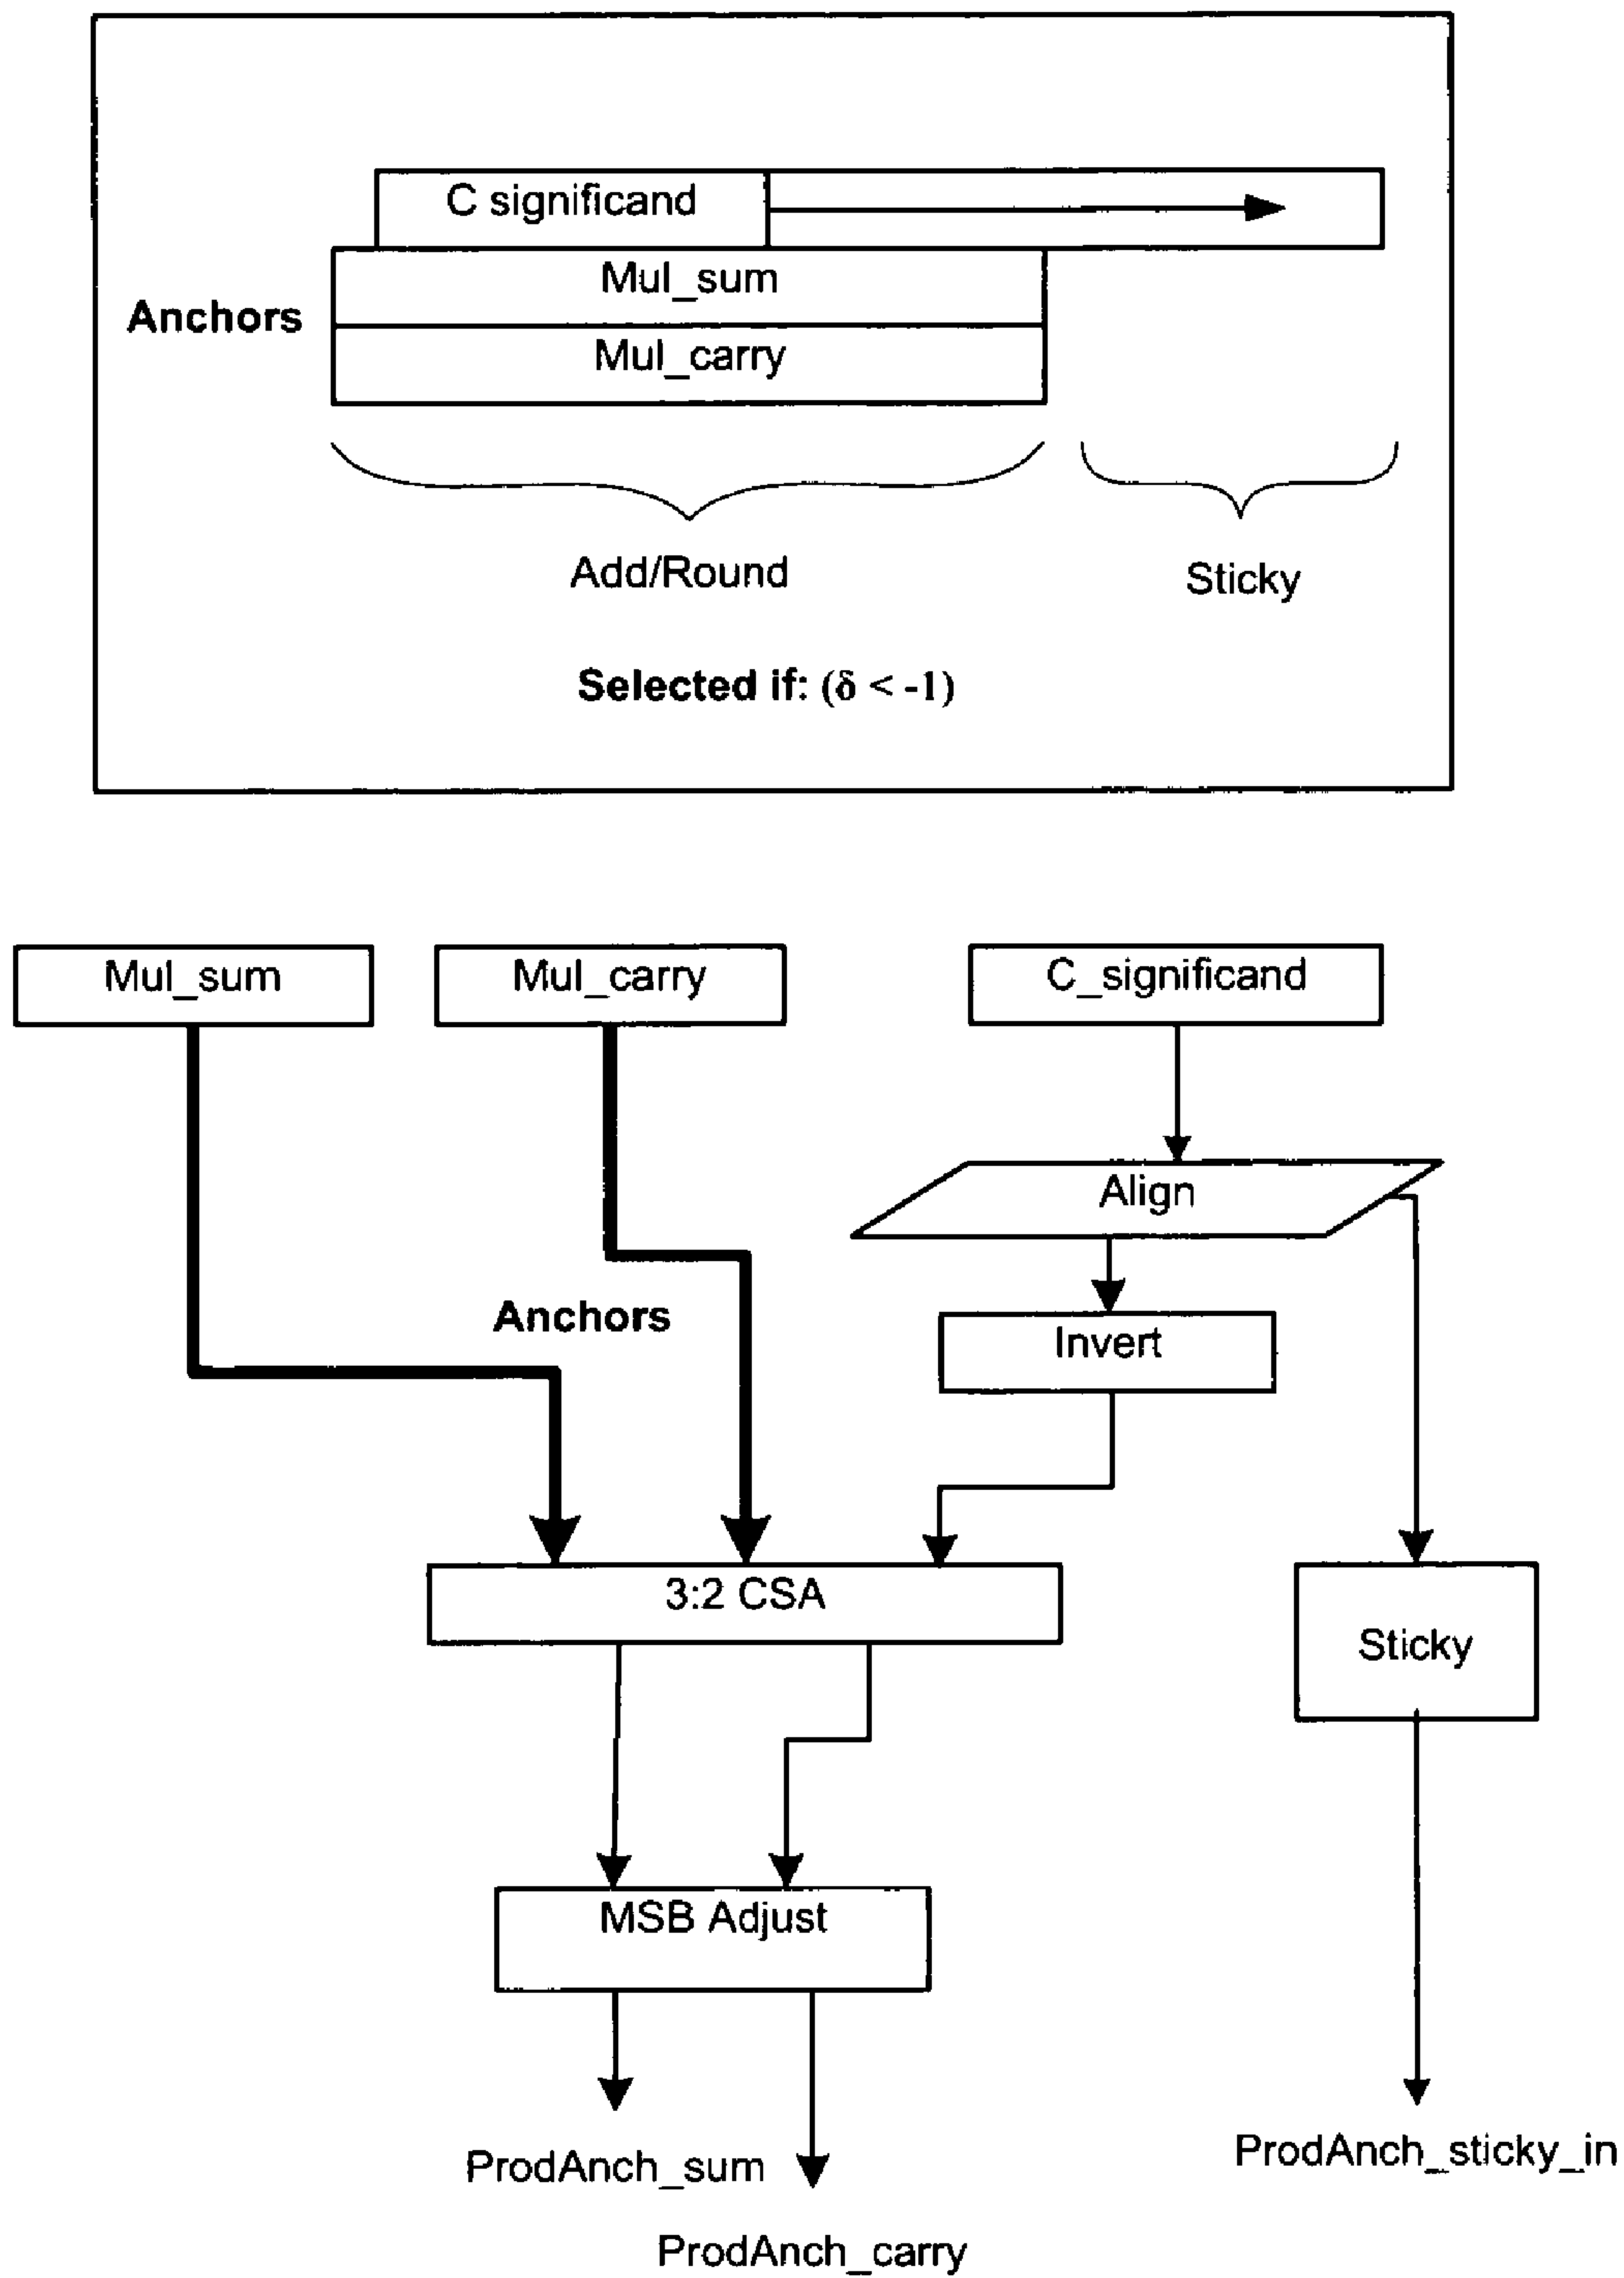 C significand
Mul_sum
Anchors
Mul_carry
Add/Round
Sticky
Selected if: (δ < -1)
Mul_sum
Mul_carry
C_significand
Align
Anchors
Invert
3:2 CSA
Sticky
MSB Adjust
ProdAnch_sum
ProdAnch_sticky_in
ProdAnch_carry